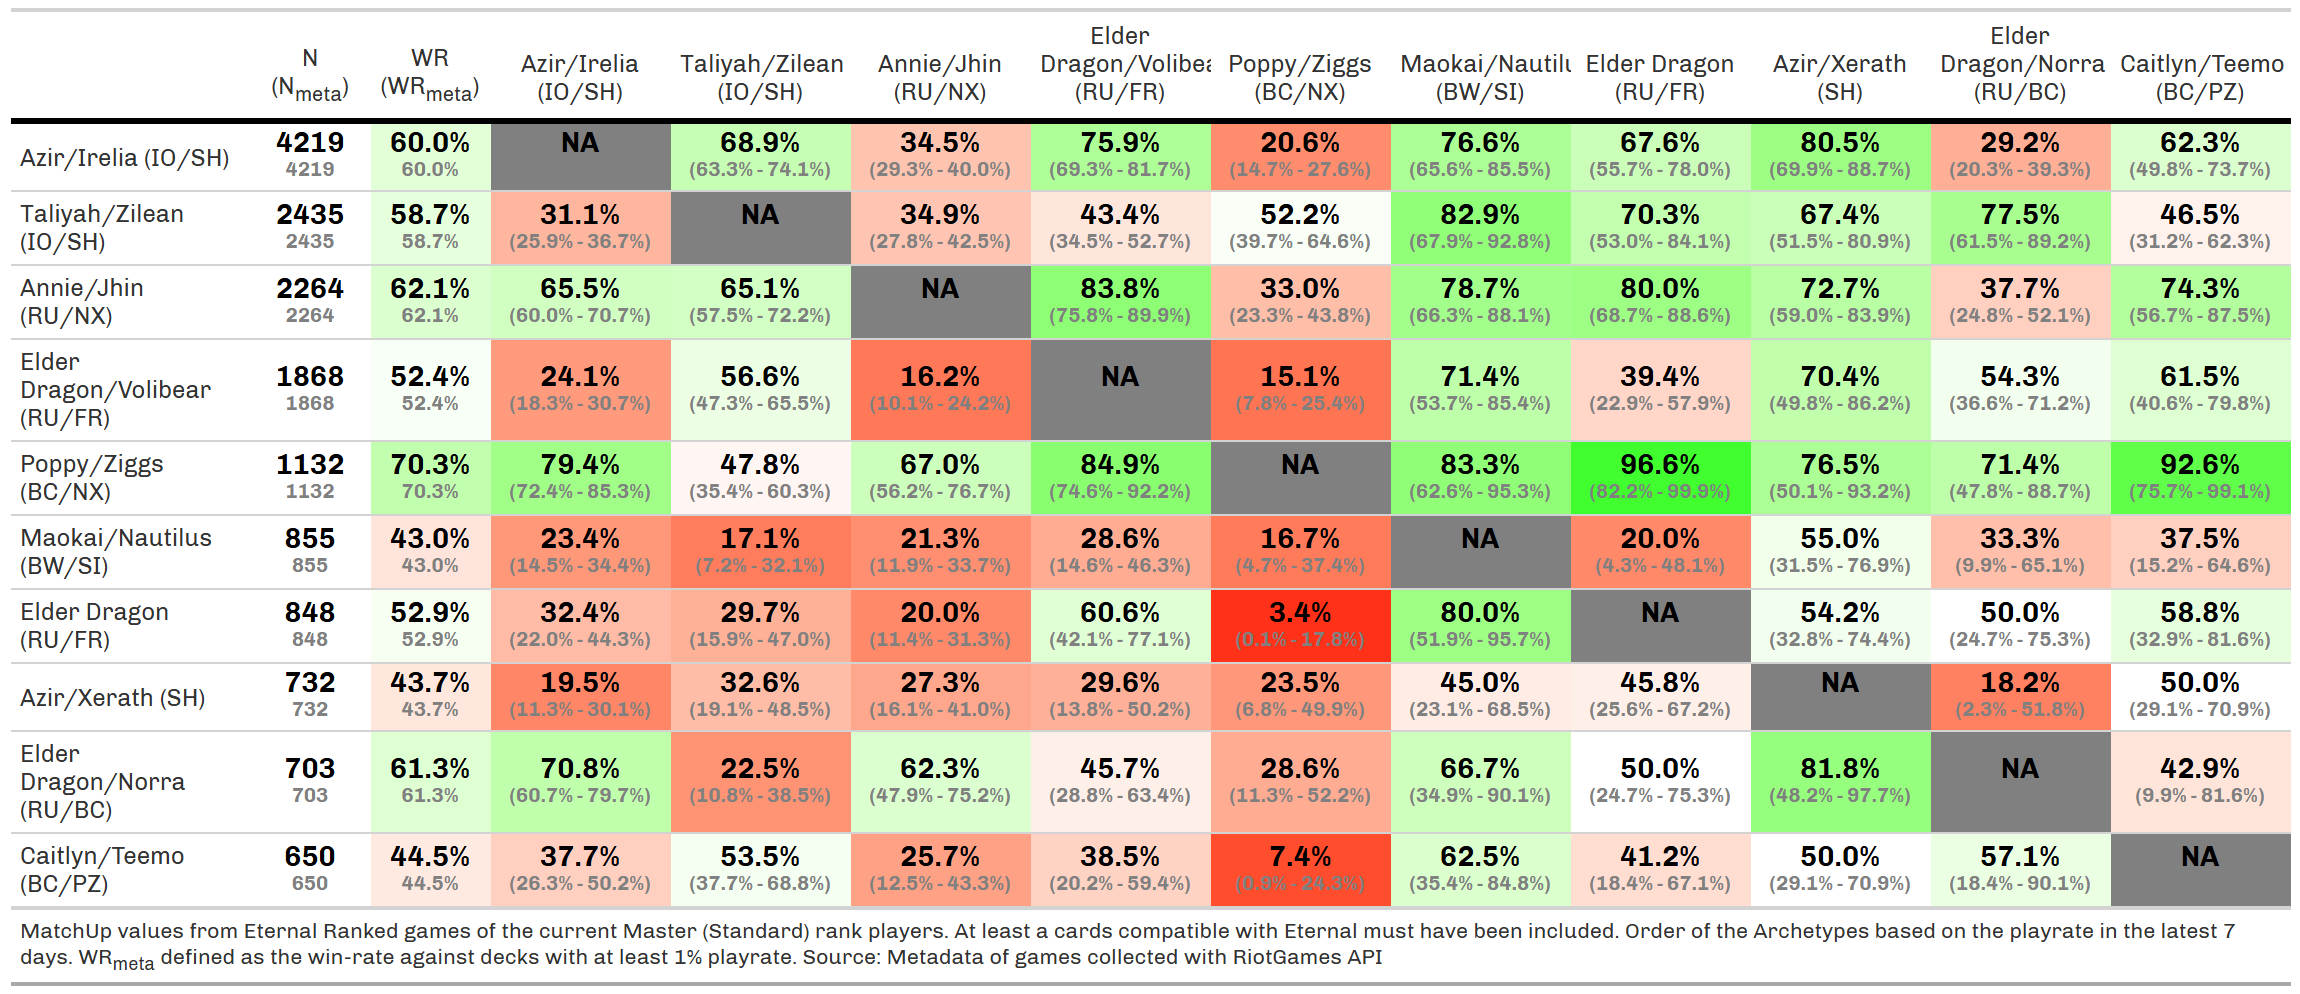 N (Nmeta) WR (WRmeta) Azir/Irelia (IO/SH) Taliyah/Zilean (IO/SH) Annie/Jhin (RU/NX) Elder Dragon/Volibea (RU/FR) Poppy/Ziggs (BC/NX) Maokai/Nautilu (BW/SI) Elder Dragon (RU/FR) Azir/Xerath (SH) Elder Dragon/Norra (RU/BC) Caitlyn/Teemo (BC/PZ)
Azir/Irelia (IO/SH) 4219 60.0% NA 68.9% 34.5% 75.9% 20.6% 76.6% 67.6% 80.5% 29.2% 62.3%
4219 60.0% (63.3% - 74.1%) (29.3% - 40.0%) (69.3% - 81.7%) (14.7% - 27.6%) (65.6% - 85.5%) (55.7% - 78.0%) (69.9% - 88.7%) (20.3% - 39.3%) (49.8% - 73.7%)
Taliyah/Zilean 2435 58.7% 31.1% NA 34.9% 43.4% 52.2% 82.9% 70.3% 67.4% 77.5% 46.5%
(IO/SH) 2435 58.7% (25.9% - 36.7%) (27.8% - 42.5%) (34.5% - 52.7%) (39.7% - 64.6%) (67.9% - 92.8%) (53.0% - 84.1%) (51.5% - 80.9%) (61.5% - 89.2%) (31.2% - 62.3%)
Annie/Jhin 2264 62.1% 65.5% 65.1% NA 83.8% 33.0% 78.7% 80.0% 72.7% 37.7% 74.3%
(RU/NX) 2264 62.1% (60.0% - 70.7%) (57.5% - 72.2%) (75.8% - 89.9%) (23.3% - 43.8%) (66.3% - 88.1%) (68.7% - 88.6%) (59.0% - 83.9%) (24.8% - 52.1%) (56.7% - 87.5%)
Elder
Dragon/Volibear 1868 52.4% 24.1% 56.6% 16.2% NA 15.1% 71.4% 39.4% 70.4% 54.3% 61.5%
(RU/FR) 1868 52.4% (18.3% - 30.7%) (47.3% - 65.5%) (10.1% - 24.2%) (7.8% - 25.4%) (53.7% - 85.4%) (22.9% - 57.9%) (49.8% - 86.2%) (36.6% - 71.2%) (40.6% - 79.8%)
Poppy/Ziggs 1132 70.3% 79.4% 47.8% 67.0% 84.9% NA 83.3% 96.6% 76.5% 71.4% 92.6%
(BC/NX) 1132 70.3% (72.4% - 85.3%) (35.4% - 60.3%) (56.2% - 76.7%) (74.6% - 92.2%) (62.6% - 95.3%) (82.2% - 99.9%) (50.1% - 93.2%) (47.8% - 88.7%) (75.7% - 99.1%)
Maokai/Nautilus 855 43.0% 23.4% 17.1% 21.3% 28.6% 16.7% NA 20.0% 55.0% 33.3% 37.5%
(BW/SI) 855 43.0% (14.5% - 34.4%) (7.2% - 32.1%) (11.9% - 33.7%) (14.6% - 46.3%) (4.7% - 37.4%) (4.3% - 48.1%) (31.5% - 76.9%) (9.9% - 65.1%) (15.2% - 64.6%)
Elder Dragon 848 52.9% 32.4% 29.7% 20.0% 60.6% 3.4% 80.0% NA 54.2% 50.0% 58.8%
(RU/FR) 848 52.9% (22.0% - 44.3%) (15.9% - 47.0%) (11.4% - 31.3%) (42.1% - 77.1%) (0.1% - 17.8%) (51.9% - 95.7%) (32.8% - 74.4%) (24.7% - 75.3%) (32.9% - 81.6%)
Azir/Xerath (SH) 732 43.7% 19.5% 32.6% 27.3% 29.6% 23.5% 45.0% 45.8% NA 18.2% 50.0%
732 43.7% (11.3% - 30.1%) (19.1% - 48.5%) (16.1% - 41.0%) (13.8% - 50.2%) (6.8% - 49.9%) (23.1% - 68.5%) (25.6% - 67.2%) (2.3% - 51.8%) (29.1% - 70.9%)
Elder
Dragon/Norra 703 61.3% 70.8% 22.5% 62.3% 45.7% 28.6% 66.7% 50.0% 81.8% NA 42.9%
(RU/BC) 703 61.3% (60.7% - 79.7%) (10.8% - 38.5%) (47.9% - 75.2%) (28.8% - 63.4%) (11.3% - 52.2%) (34.9% - 90.1%) (24.7% - 75.3%) (48.2% - 97.7%) (9.9% - 81.6%)
Caitlyn/Teemo 650 44.5% 37.7% 53.5% 25.7% 38.5% 7.4% 62.5% 41.2% 50.0% 57.1% NA
(BC/PZ) 650 44.5% (26.3% - 50.2%) (37.7% - 68.8%) (12.5% - 43.3%) (20.2% - 59.4%) (0.9% - 24.3%) (35.4% - 84.8%) (18.4% - 67.1%) (29.1% - 70.9%) (18.4% - 90.1%)
MatchUp values from Eternal Ranked games of the current Master (Standard) rank players. At least a cards compatible with Eternal must have been included. Order of the Archetypes based on the playrate in the latest 7
days. WRmeta defined as the win-rate against decks with at least 1% playrate. Source: Metadata of games collected with RiotGames API